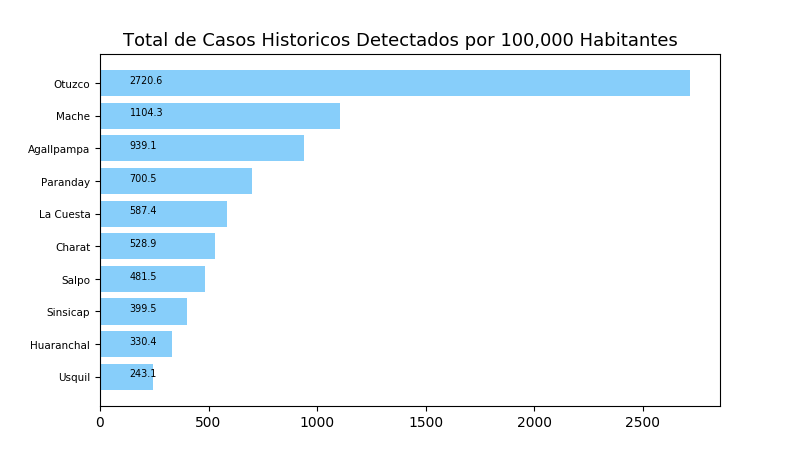 Total de Casos Historicos Detectados por 100,000 Habitantes
Otuzco 2720.6
Mache 1104.3
Agallpampa 939.1
Paranday 700.5
La Cuesta 587.4
Charat 528.9
Salpo 481.5
Sinsicap 399.5
Huaranchal 330.4
Usquil 243.1
0 500 1000 1500 2000 2500